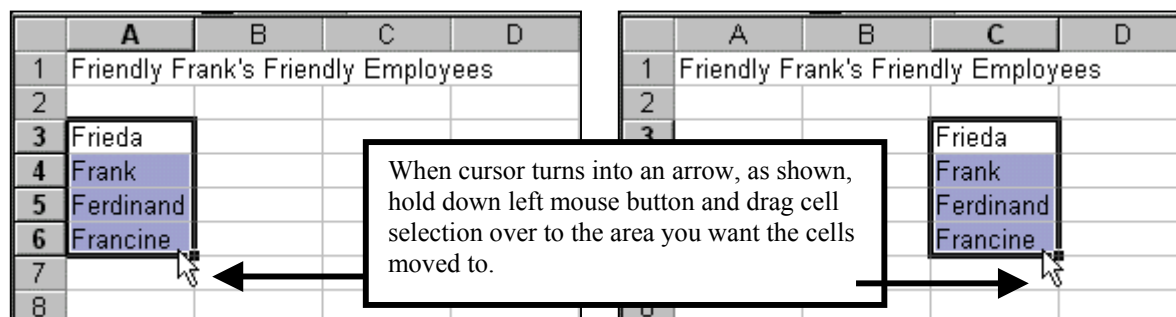 A B C D
1 Friendly Frank's Friendly Employees
2
3 Frieda
4 Frank
5 Ferdinand
6 Francine
7
8
When cursor turns into an arrow, as shown,
hold down left mouse button and drag cell
selection over to the area you want the cells
moved to.
A B C D
1 Friendly Frank's Friendly Employees
2
3 Frieda
Frank
Ferdinand
Francine